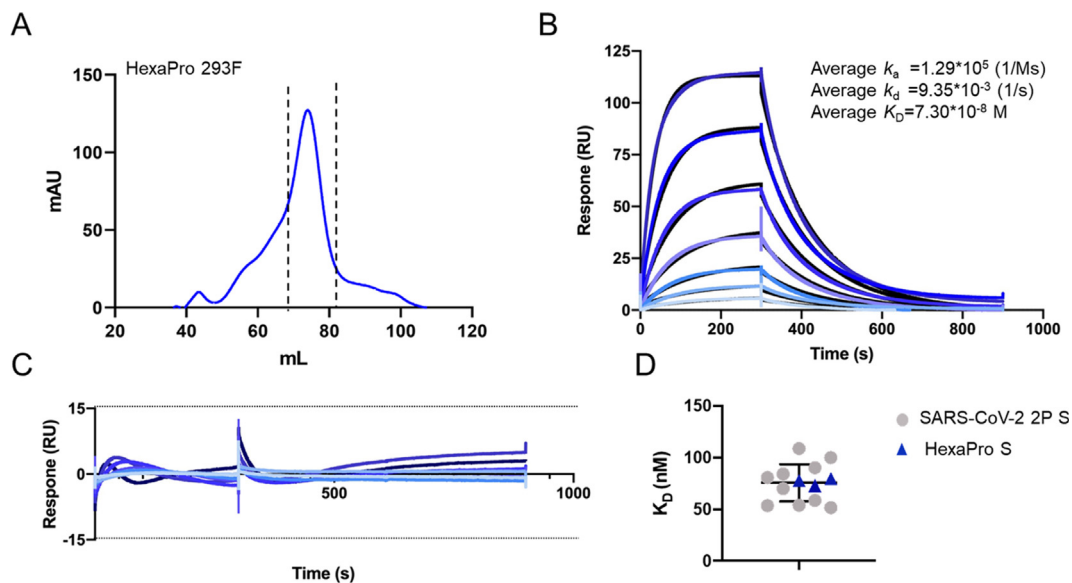 A
HexaPro 293F
150
100
50
0
mAU
20 40 60 80 100 120
mL
B
Average ka =1.29*10⁵ (1/Ms)
Average kd =9.35*10⁻³ (1/s)
Average KD=7.30*10⁻⁸ M
125
100
75
50
25
0
Respone (RU)
0 200 400 600 800 1000
Time (s)
C
15
0
-15
Respone (RU)
500 1000
Time (s)
D
150
100
50
0
KD (nM)
SARS-CoV-2 2P S
HexaPro S